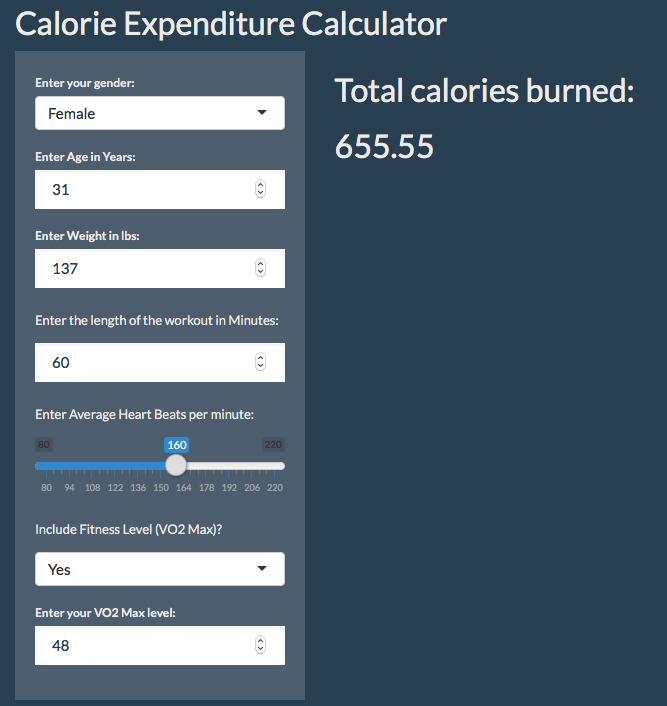 Calorie Expenditure Calculator
Enter your gender:
Female
Enter Age in Years:
31
Enter Weight in lbs:
137
Enter the length of the workout in Minutes:
60
Enter Average Heart Beats per minute:
80 160 220
80 94 108 122 136 150 164 178 192 206 220
Include Fitness Level (VO2 Max)?
Yes
Enter your VO2 Max level:
48
Total calories burned:
655.55